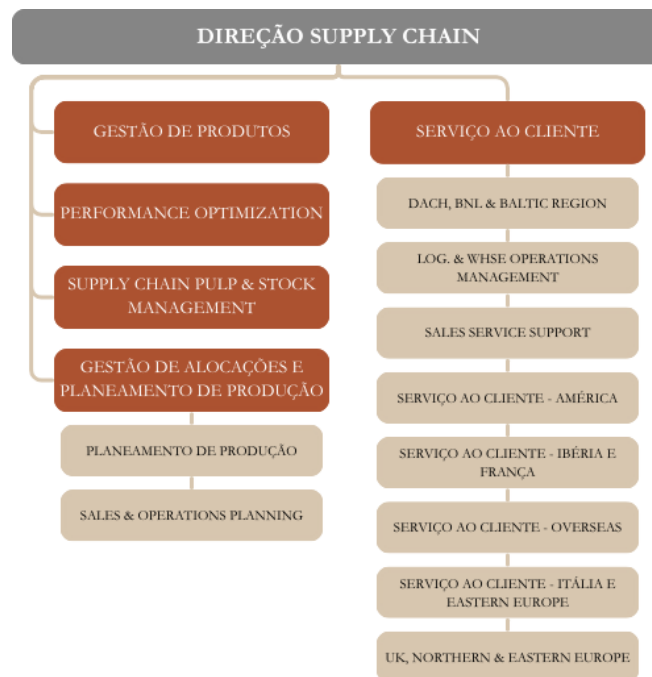 DIREÇÃO SUPPLY CHAIN
GESTÃO DE PRODUTOS
PERFORMANCE OPTIMIZATION
SUPPLY CHAIN PULP & STOCK
MANAGEMENT
GESTÃO DE ALOCAÇÕES E
PLANEAMENTO DE PRODUÇÃO
PLANEAMENTO DE PRODUÇÃO
SALES & OPERATIONS PLANNING
SERVIÇO AO CLIENTE
DACH, BNL & BALTIC REGION
LOG. & WHSE OPERATIONS
MANAGEMENT
SALES SERVICE SUPPORT
SERVIÇO AO CLIENTE - AMÉRICA
SERVIÇO AO CLIENTE - IBÉRIA E
FRANÇA
SERVIÇO AO CLIENTE - OVERSEAS
SERVIÇO AO CLIENTE - ITÁLIA E
EASTERN EUROPE
UK, NORTHERN & EASTERN EUROPE